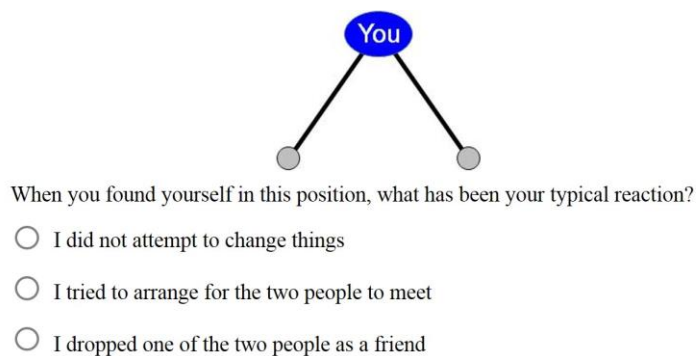 You
When you found yourself in this position, what has been your typical reaction?
I did not attempt to change things
I tried to arrange for the two people to meet
I dropped one of the two people as a friend